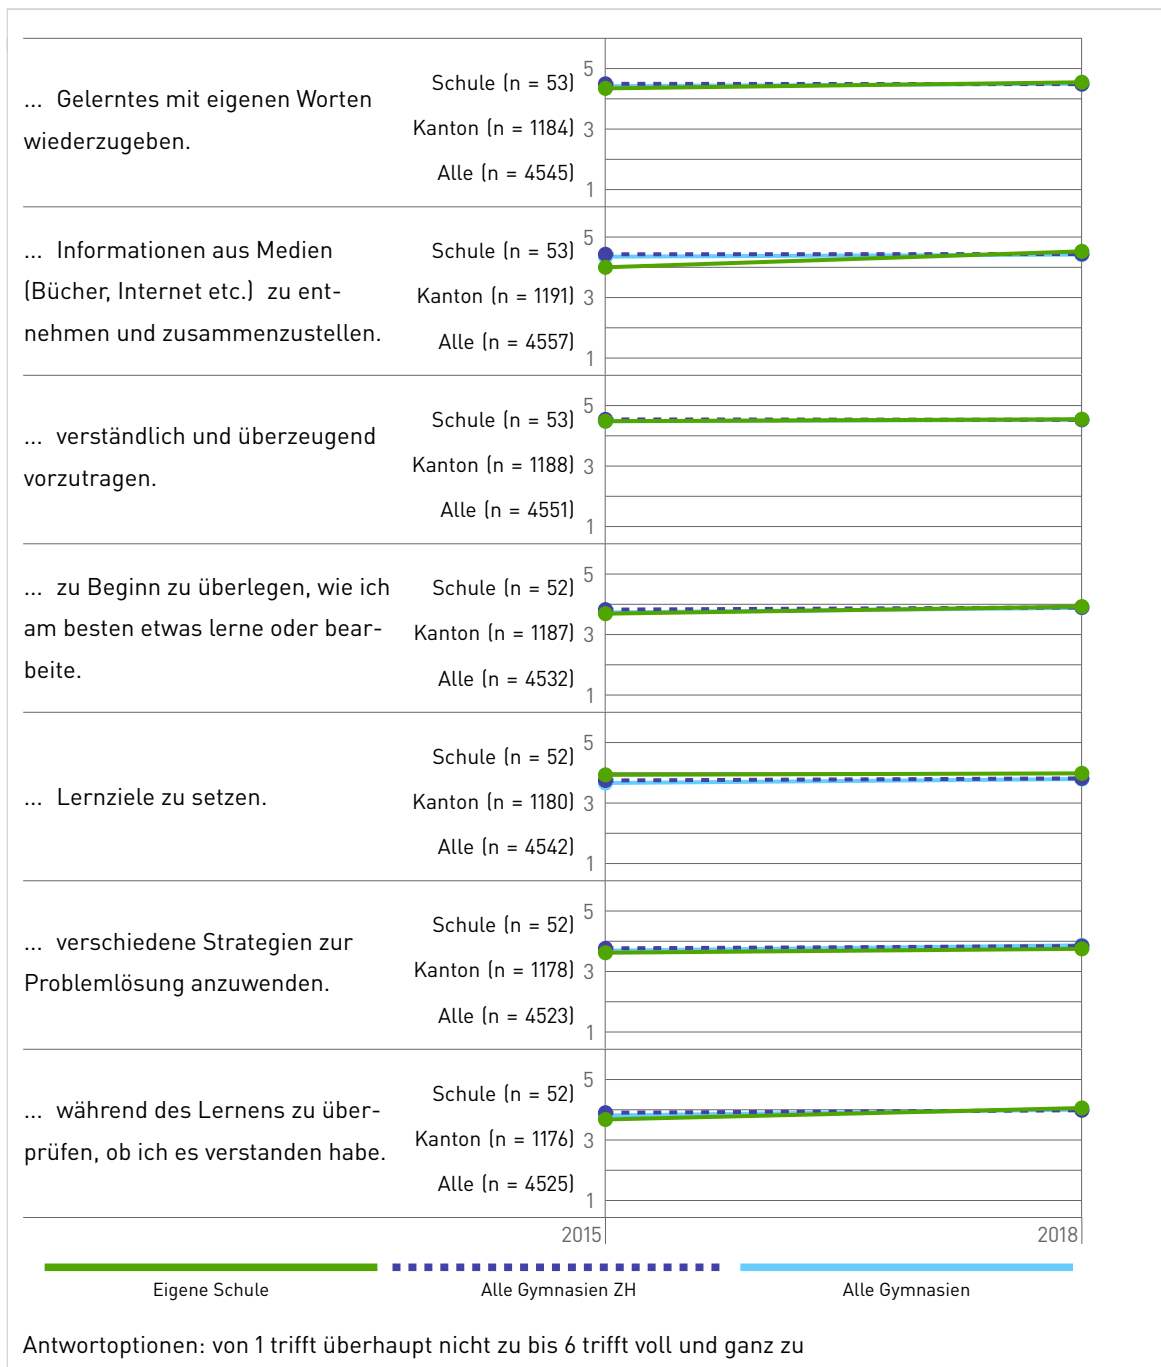 ... Gelerntes mit eigenen Worten
wiederzugeben.
Schule (n = 53)
Kanton (n = 1184)
Alle (n = 4545)
5
3
1
... Informationen aus Medien
(Bücher, Internet etc.) zu ent-
nehmen und zusammenzustellen.
Schule (n = 53)
Kanton (n = 1191)
Alle (n = 4557)
5
3
1
... verständlich und überzeugend
vorzutragen.
Schule (n = 53)
Kanton (n = 1188)
Alle (n = 4551)
5
3
1
... zu Beginn zu überlegen, wie ich
am besten etwas lerne oder bear-
beite.
Schule (n = 52)
Kanton (n = 1187)
Alle (n = 4532)
5
3
1
... Lernziele zu setzen.
Schule (n = 52)
Kanton (n = 1180)
Alle (n = 4542)
5
3
1
... verschiedene Strategien zur
Problemlösung anzuwenden.
Schule (n = 52)
Kanton (n = 1178)
Alle (n = 4523)
5
3
1
... während des Lernens zu über-
prüfen, ob ich es verstanden habe.
Schule (n = 52)
Kanton (n = 1176)
Alle (n = 4525)
5
3
1
2015
2018
Eigene Schule
Alle Gymnasien ZH
Alle Gymnasien
Antwortoptionen: von 1 trifft überhaupt nicht zu bis 6 trifft voll und ganz zu